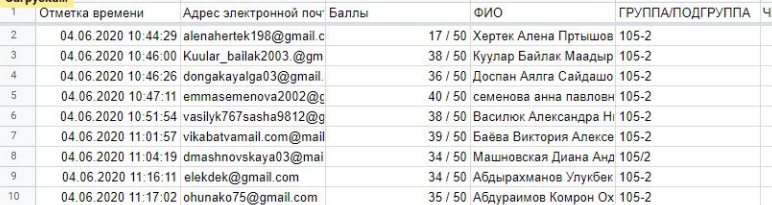 1 Отметка времени Адрес электронной поч Баллы ФИО ГРУППА/ПОДГРУППА Ч
2 04.06.2020 10:44:29 alenahertek198@gmail.c 17 / 50 Хертек Алена Пртышов 105-2
3 04.06.2020 10:46:00 Kuular_bailak2003.@gm 38 / 50 Куулар Байлак Маадыр 105-2
4 04.06.2020 10:46:26 dongakayalga03@gmail. 36 / 50 Доспан Аялга Сайдашо 105-2
5 04.06.2020 10:47:11 emmasemenova2002@g 40 / 50 семенова анна павловн 105-2
6 04.06.2020 10:51:54 vasilyk767sasha9812@g 38 / 50 Василюк Александра Н 105-2
7 04.06.2020 11:01:57 vikabatvamail.com@mail 39 / 50 Баёва Виктория Алексе 105-2
8 04.06.2020 11:04:19 dmashnovskaya03@mai 34 / 50 Машновская Диана Анд 105/2
9 04.06.2020 11:16:11 elekdek@gmail.com 34 / 50 Абдырахманов Улукбек 105-2
10 04.06.2020 11:17:02 ohunako75@gmail.com 35 / 50 Абдураимов Комрон Ох 105-2